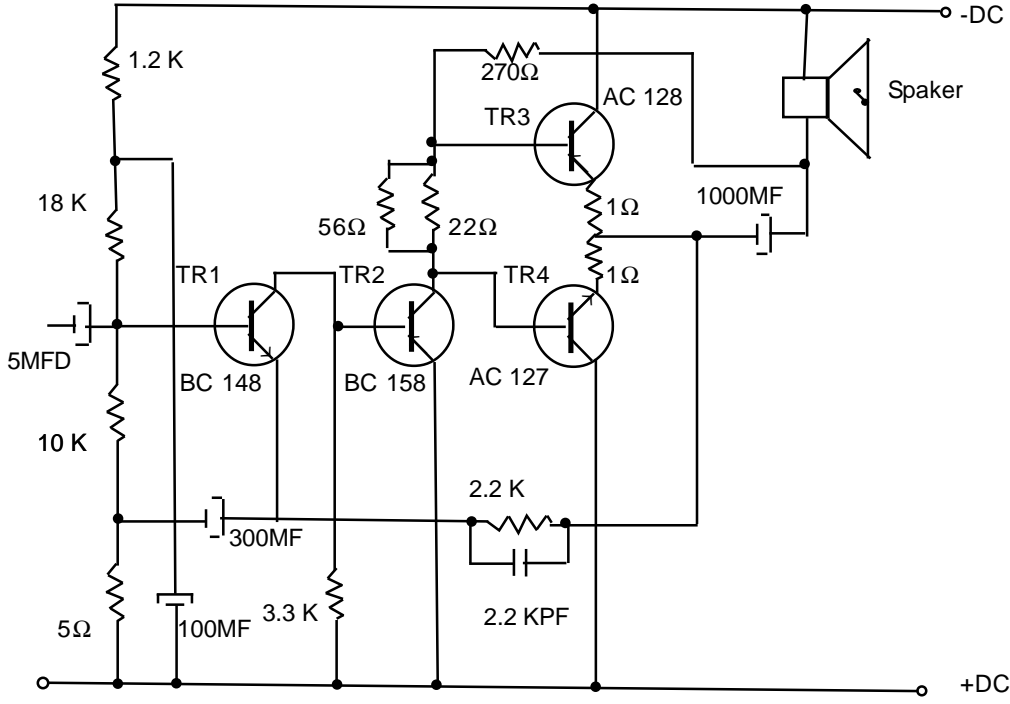 -DC
1.2 K
270Ω
AC 128
Spaker
TR3
18 K
56Ω
22Ω
1Ω
1000MF
TR1
TR2
TR4
1Ω
5MFD
BC 148
BC 158
AC 127
10 K
2.2 K
300MF
5Ω
100MF
3.3 K
2.2 KPF
+DC